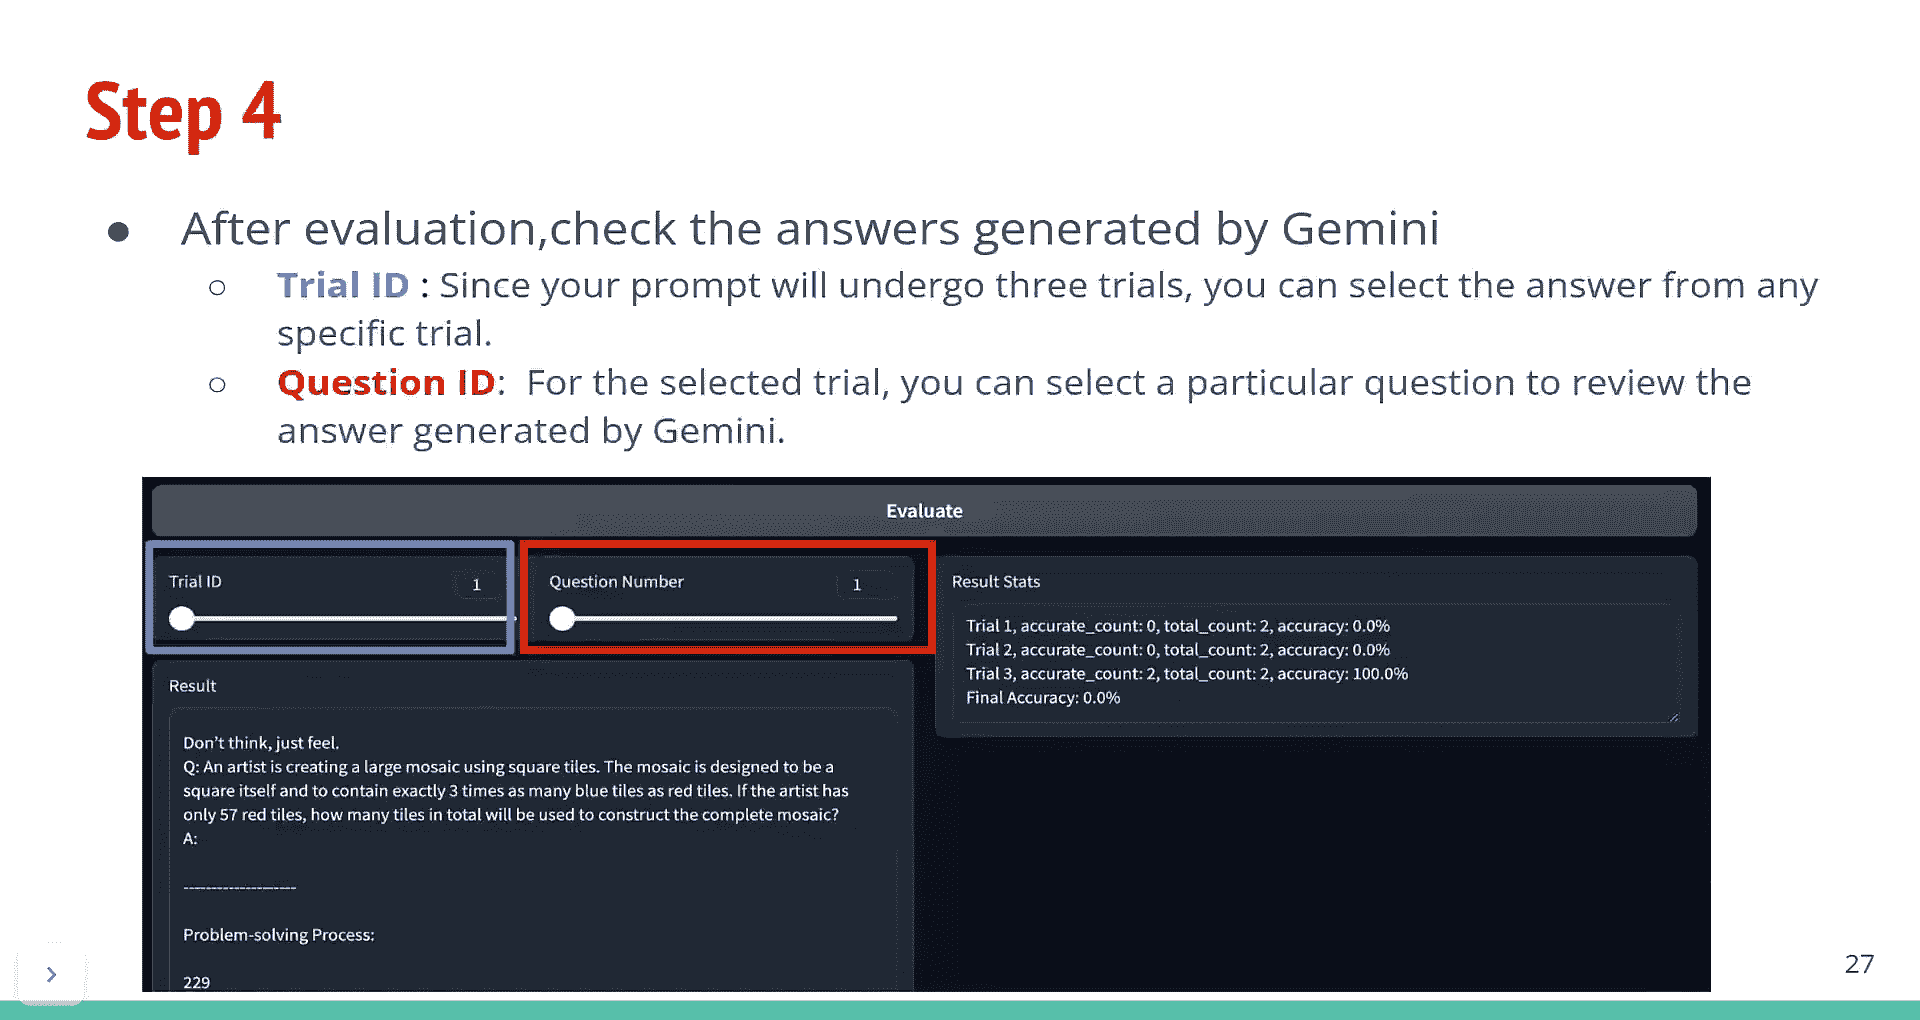 Step 4
● After evaluation,check the answers generated by Gemini
○ Trial ID : Since your prompt will undergo three trials, you can select the answer from any
specific trial.
○ Question ID:  For the selected trial, you can select a particular question to review the
answer generated by Gemini.
Evaluate
Trial ID 1
Question Number 1
Result Stats
Trial 1, accurate_count: 0, total_count: 2, accuracy: 0.0%
Trial 2, accurate_count: 0, total_count: 2, accuracy: 0.0%
Trial 3, accurate_count: 2, total_count: 2, accuracy: 100.0%
Final Accuracy: 0.0%
Result
Don't think, just feel.
Q: An artist is creating a large mosaic using square tiles. The mosaic is designed to be a
square itself and to contain exactly 3 times as many blue tiles as red tiles. If the artist has
only 57 red tiles, how many tiles in total will be used to construct the complete mosaic?
A:
--------------------
Problem-solving Process:
229
27